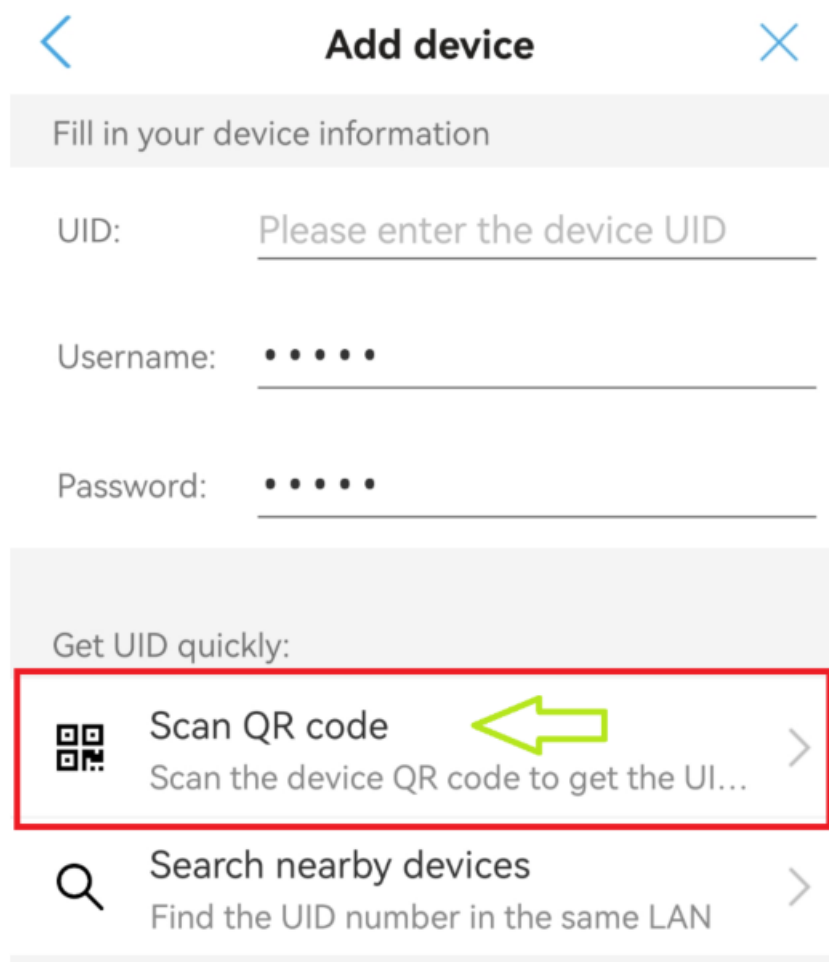 Add device
Fill in your device information
UID: Please enter the device UID
Username: •••••
Password: •••••
Get UID quickly:
Scan QR code
Scan the device QR code to get the UI...
Search nearby devices
Find the UID number in the same LAN